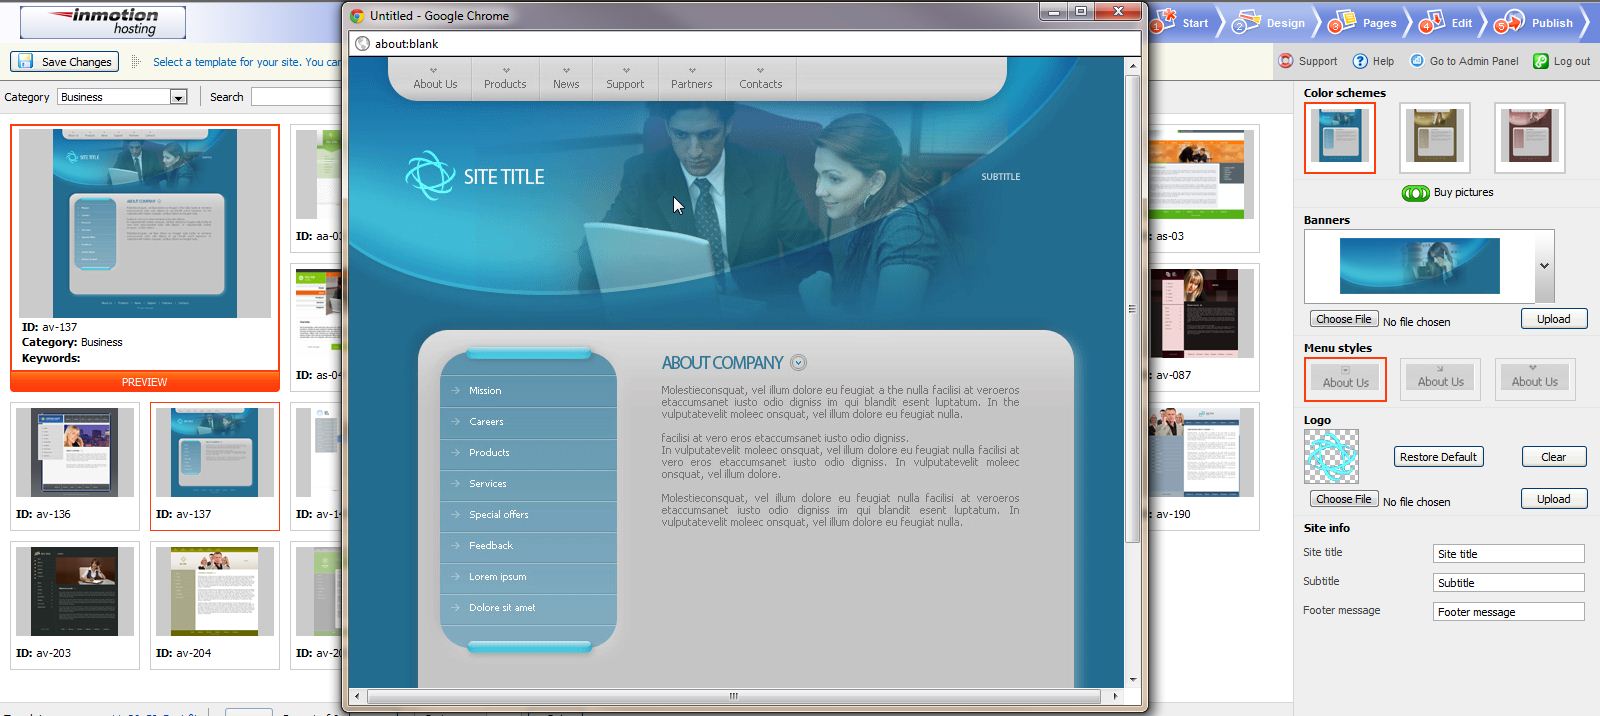 inmotion
hosting
Untitled - Google Chrome
about:blank
1 Start
2 Design
3 Pages
4 Edit
5 Publish
Save Changes
Select a template for your site. You can
Support
Help
Go to Admin Panel
Log out
Category
Business
Search
About Us
Products
News
Support
Partners
Contacts
SITE TITLE
SUBTITLE
ID: av-137
Category: Business
Keywords:
PREVIEW
ID: aa-03
ID: as-04
ID: av-136
ID: av-137
ID: av-203
ID: av-204
ABOUT COMPANY
Molestieconsquat, vel illum dolore eu feugiat a the nulla facilisi at veroeros
etaccumsanet iusto odio digniss im qui blandit esent luptatum. In the
vulputatevelit moleec onsquat, vel illum dolore eu feugiat nulla.
facilisi at vero eros etaccumsanet iusto odio digniss.
In vulputatevelit moleec onsquat, vel illum dolore eu feugiat nulla facilisi at
vero eros etaccumsanet iusto odio digniss. In vulputatevelit moleec
onsquat, vel illum dolore.
Molestieconsquat, vel illum dolore eu feugiat nulla facilisi at veroeros
etaccumsanet iusto odio digniss im qui blandit esent luptatum. In
vulputatevelit moleec onsquat, vel illum dolore eu feugiat nulla.
Mission
Careers
Products
Services
Special offers
Feedback
Lorem ipsum
Dolore sit amet
: as-03
: av-087
: av-190
Color schemes
Buy pictures
Banners
Choose File No file chosen
Upload
Menu styles
About Us
About Us
About Us
Logo
Restore Default
Clear
Choose File No file chosen
Upload
Site info
Site title
Site title
Subtitle
Subtitle
Footer message
Footer message